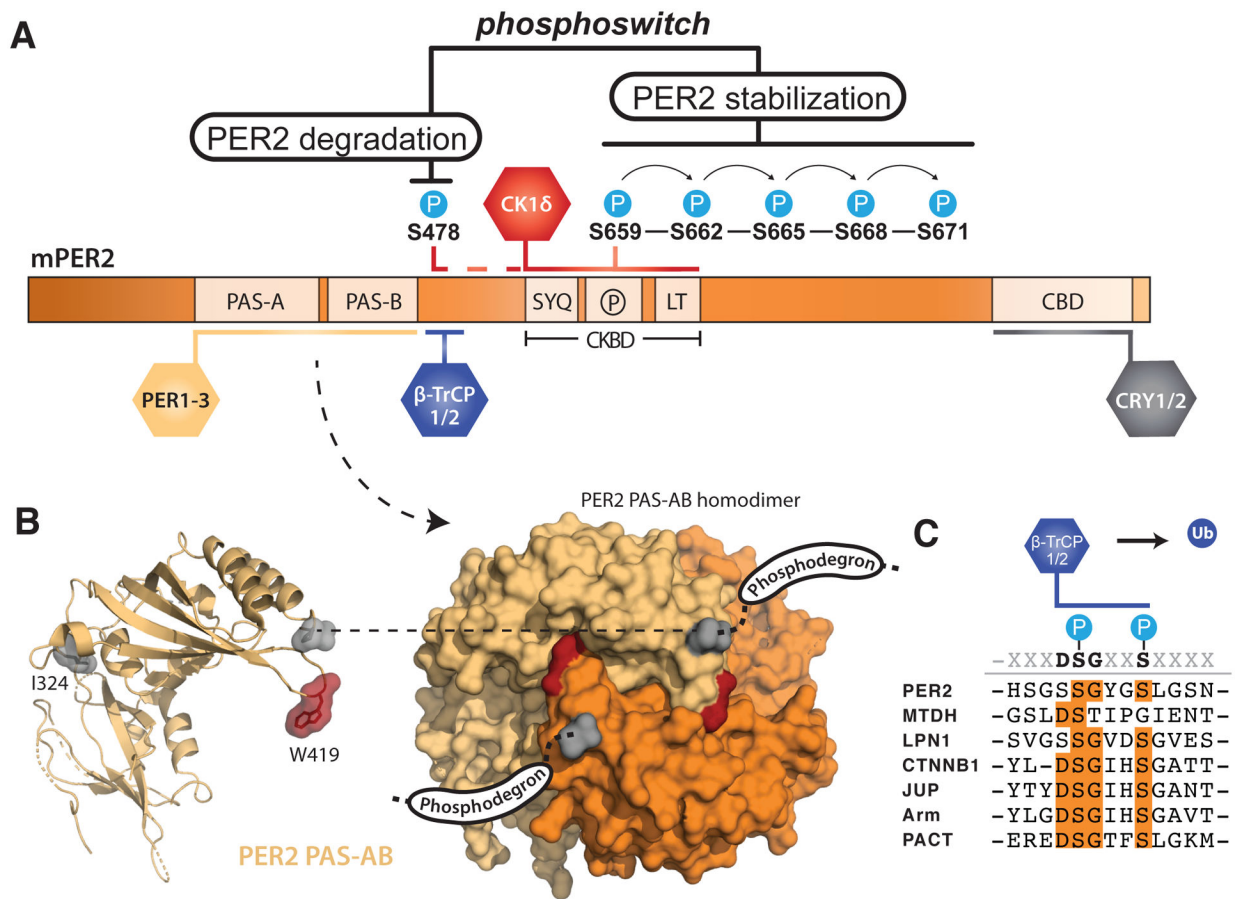 A
phosphoswitch
PER2 degradation
PER2 stabilization
P
P P P P P
CK1δ
S478
S659 — S662 — S665 — S668 — S671
mPER2
PAS-A PAS-B SYQ P LT CBD
CKBD
PER1-3
β-TrCP
1/2
CRY1/2
B
PER2 PAS-AB homodimer
I324
W419
Phosphodegron
Phosphodegron
PER2 PAS-AB
C
β-TrCP
1/2
Ub
P P
–XXXDSGXXSXXXX
PER2 –HSGSSGYGSLGSN–
MTDH –GSLDSTIPGIENT–
LPN1 –SVGSSGVDSGVES–
CTNNB1 –YL-DSGIHSGATT–
JUP –YTYDSGIHSGANT–
Arm –YLGDSGIHSGAVT–
PACT –EREDSGTFSLGKM–